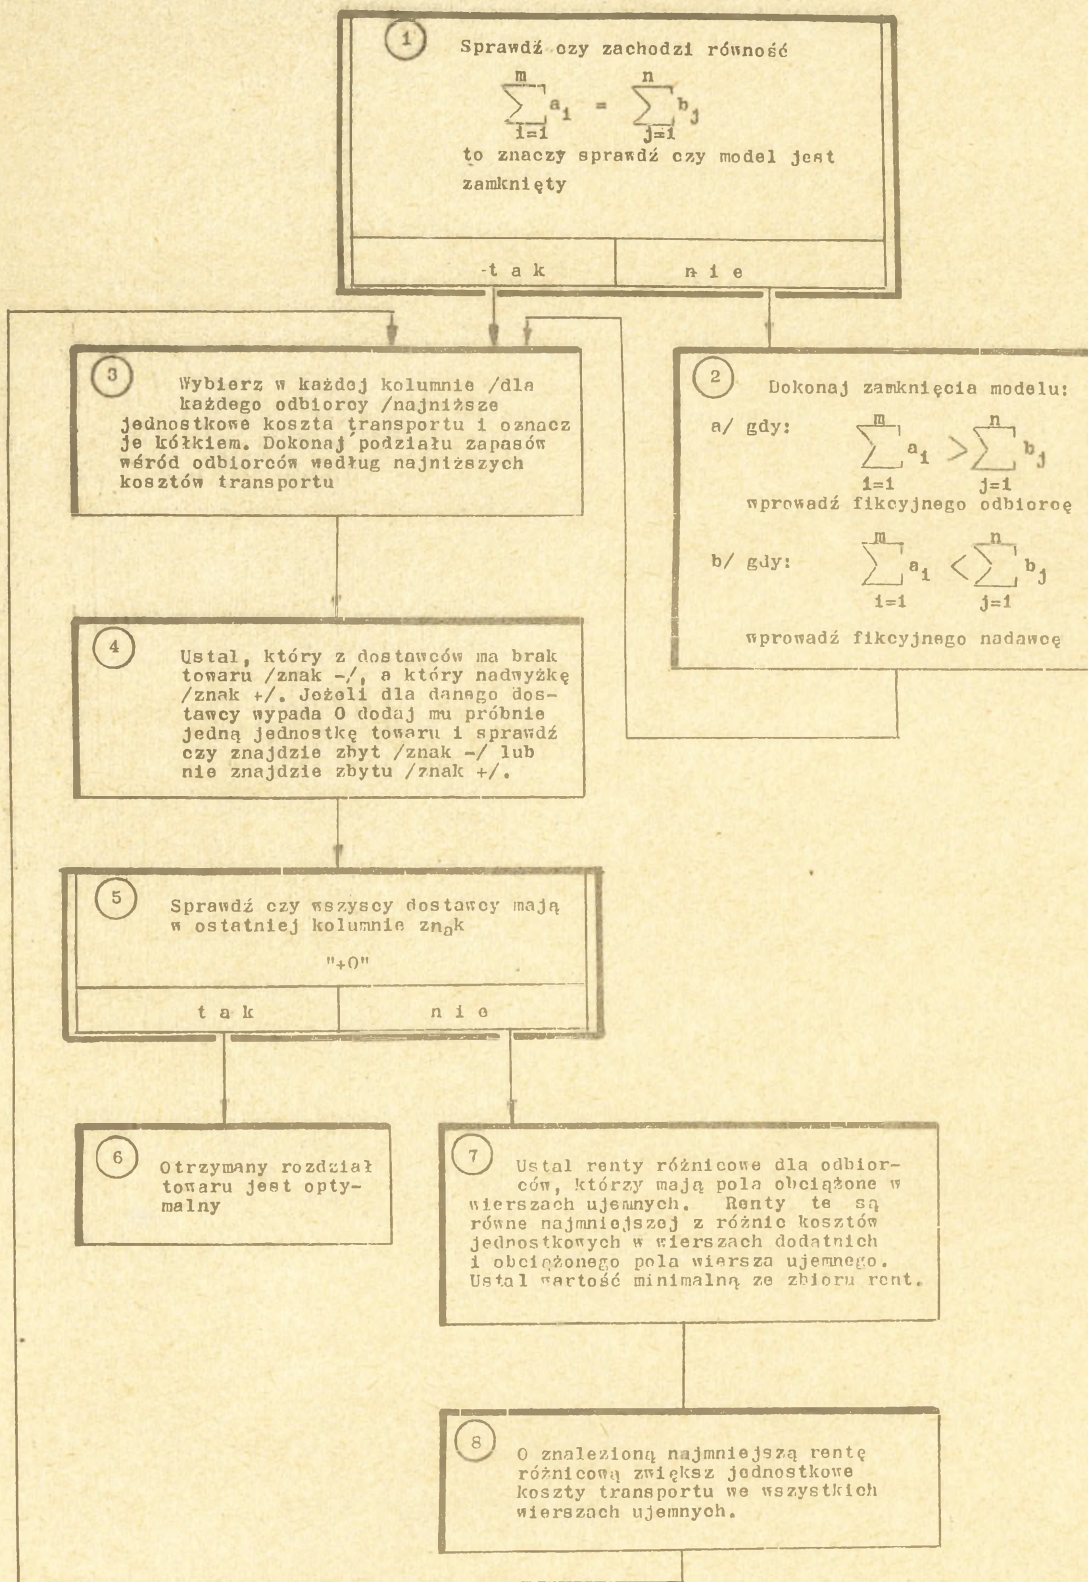 1
Sprawdź czy zachodzi równość
m n
∑ a_i = ∑ b_j
i=1 j=1
to znaczy sprawdź czy model jest
zamknięty
t a k n i e
3
Wybierz w każdej kolumnie /dla
każdego odbiorcy /najniższe
jednostkowe koszta transportu i oznacz
je kółkiem. Dokonaj podziału zapasów
wśród odbiorców według najniższych
kosztów transportu
2
Dokonaj zamknięcia modelu:
a/ gdy:
m n
∑ a_i > ∑ b_j
i=1 j=1
wprowadź fikcyjnego odbiorcę
b/ gdy:
m n
∑ a_i < ∑ b_j
i=1 j=1
wprowadź fikcyjnego nadawcę
4
Ustal, który z dostawców ma brak
towaru /znak -/, a który nadwyżkę
/znak +/. Jeżeli dla danego dos-
tawcy wypada 0 dodaj mu próbnie
jedną jednostkę towaru i sprawdź
czy znajdzie zbyt /znak -/ lub
nie znajdzie zbytu /znak +/.
5
Sprawdź czy wszyscy dostawcy mają
w ostatniej kolumnie znak
"+0"
t a k n i e
6
Otrzymany rozdział
towaru jest opty-
malny
7
Ustal renty różnicowe dla odbior-
ców, którzy mają pola obciążone w
wierszach ujemnych. Renty te są
równe najmniejszej z różnic kosztów
jednostkowych w wierszach dodatnich
i obciążonego pola wiersza ujemnego.
Ustal wartość minimalną ze zbioru rent.
8
O znalezioną najmniejszą rentę
różnicową zwiększ jednostkowe
koszty transportu we wszystkich
wierszach ujemnych.